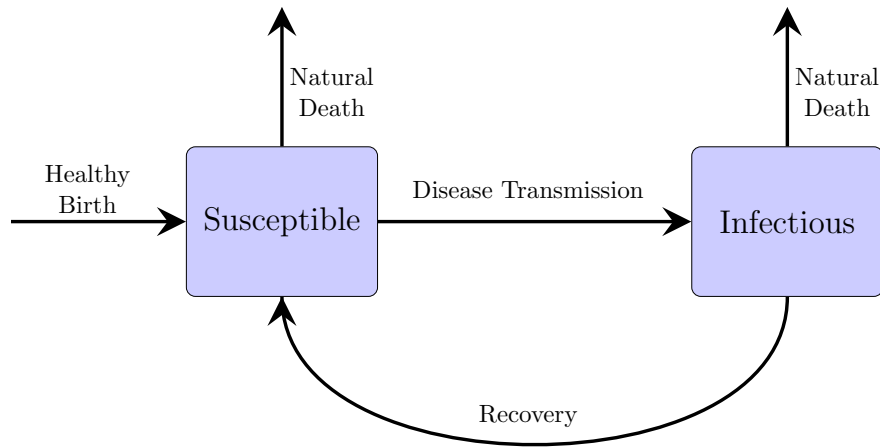 Natural
Death
Natural
Death
Healthy
Birth
Disease Transmission
Susceptible
Infectious
Recovery